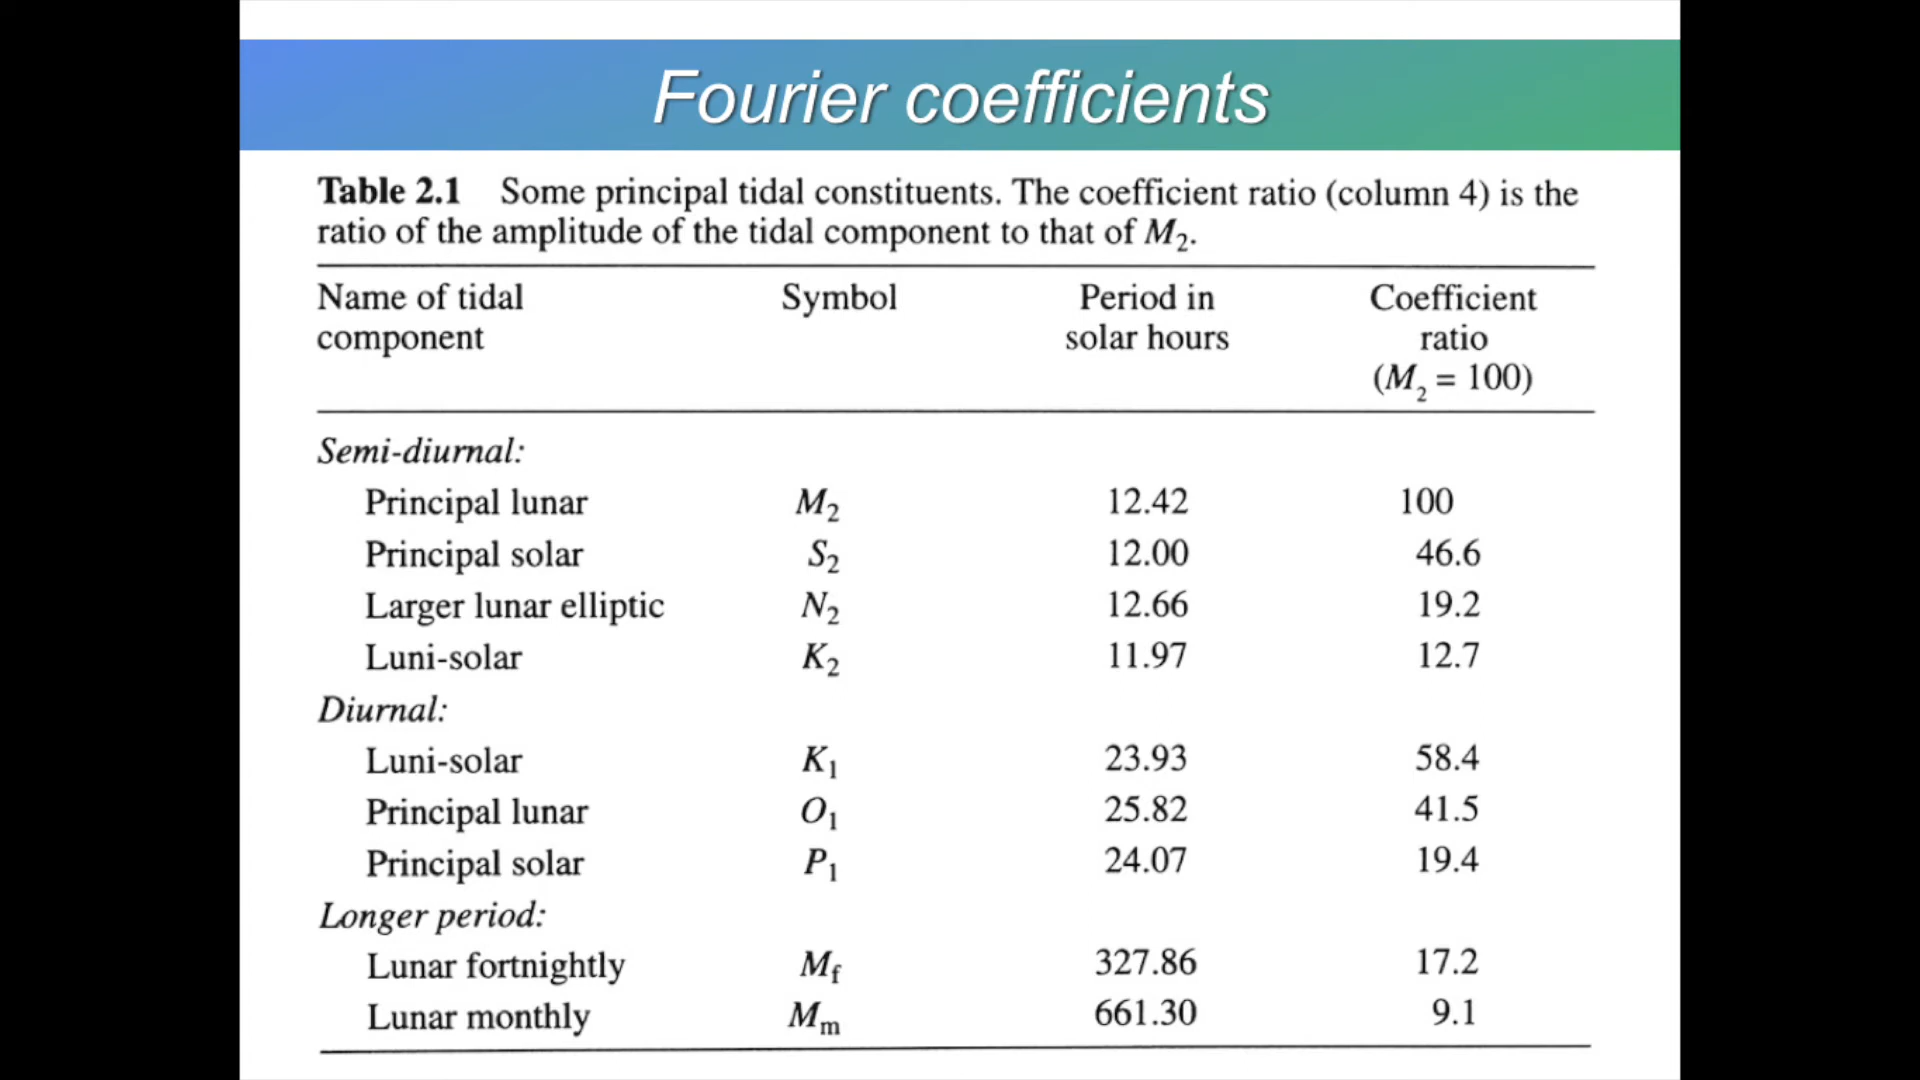 Fourier coefficients
Table 2.1 Some principal tidal constituents. The coefficient ratio (column 4) is the
ratio of the amplitude of the tidal component to that of M₂.
Name of tidal component Symbol Period in solar hours Coefficient ratio (M₂ = 100)
Semi-diurnal:
Principal lunar M₂ 12.42 100
Principal solar S₂ 12.00 46.6
Larger lunar elliptic N₂ 12.66 19.2
Luni-solar K₂ 11.97 12.7
Diurnal:
Luni-solar K₁ 23.93 58.4
Principal lunar O₁ 25.82 41.5
Principal solar P₁ 24.07 19.4
Longer period:
Lunar fortnightly M_f 327.86 17.2
Lunar monthly M_m 661.30 9.1